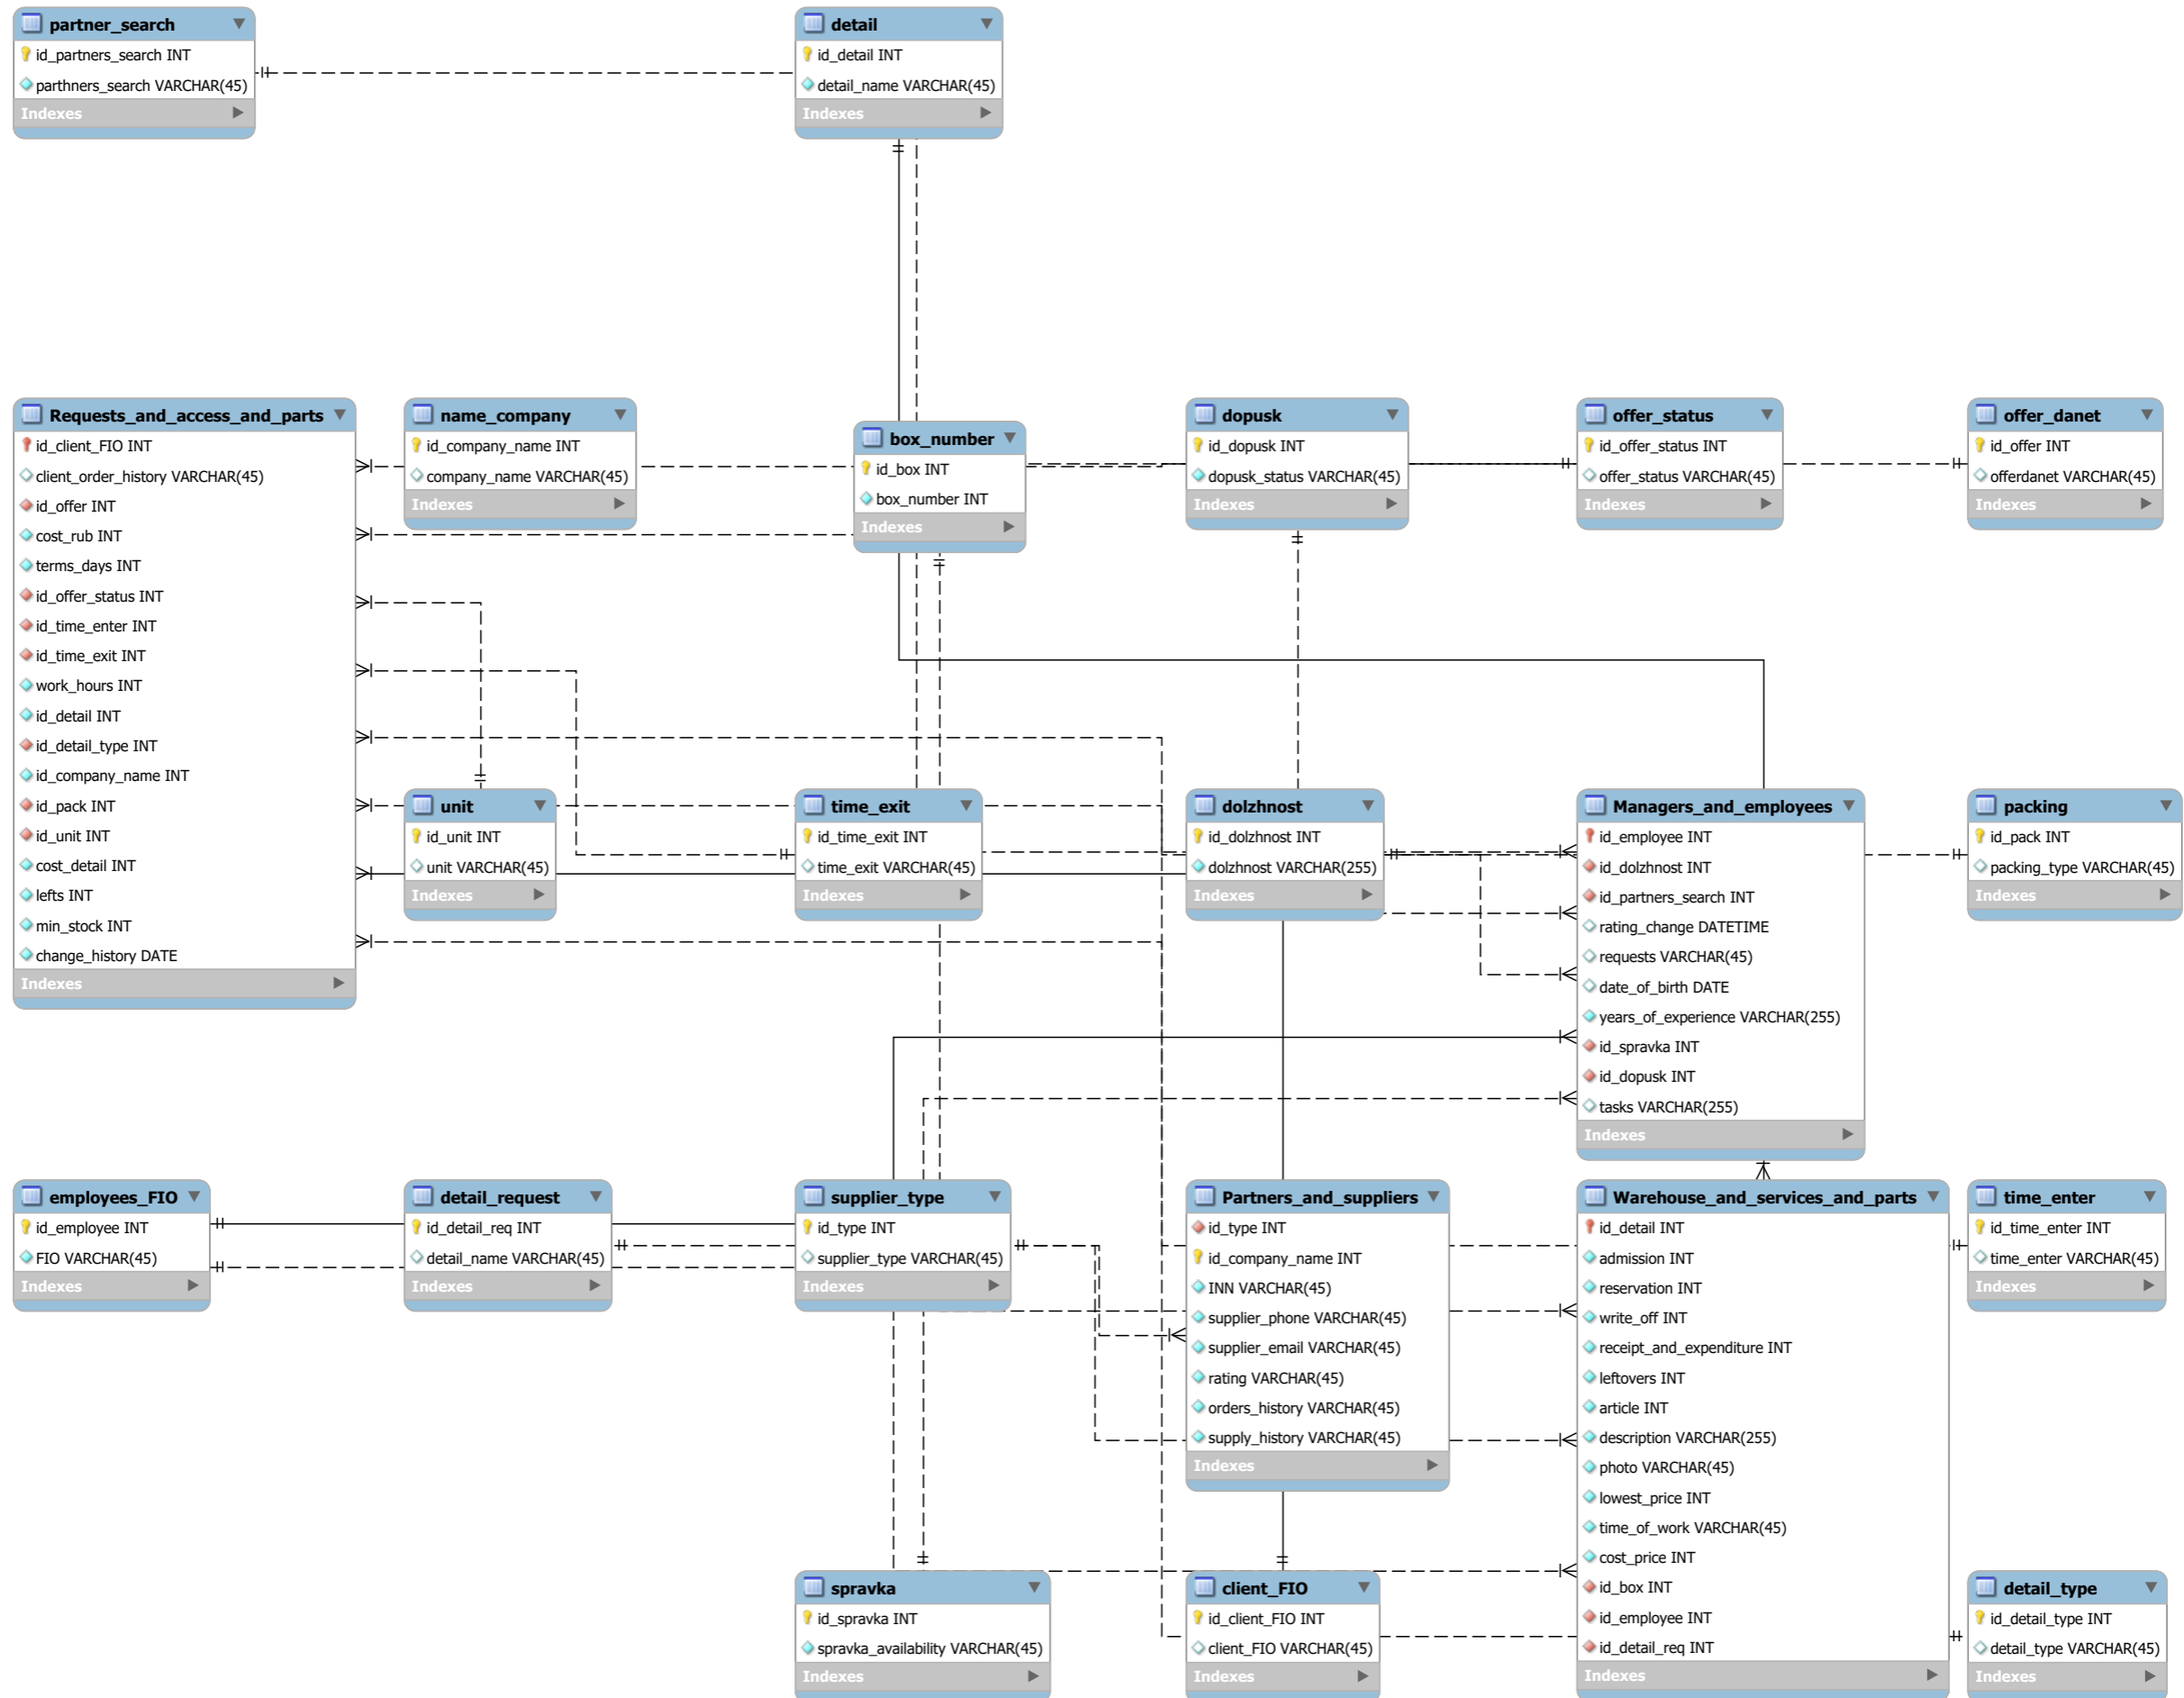 partner_search
id_partners_search INT
parthners_search VARCHAR(45)
Indexes
detail
id_detail INT
detail_name VARCHAR(45)
Indexes
Requests_and_access_and_parts
id_client_FIO INT
client_order_history VARCHAR(45)
id_offer INT
cost_rub INT
terms_days INT
id_offer_status INT
id_time_enter INT
id_time_exit INT
work_hours INT
id_detail INT
id_detail_type INT
id_company_name INT
id_pack INT
id_unit INT
cost_detail INT
lefts INT
min_stock INT
change_history DATE
Indexes
name_company
id_company_name INT
company_name VARCHAR(45)
Indexes
box_number
id_box INT
box_number INT
Indexes
dopusk
id_dopusk INT
dopusk_status VARCHAR(45)
Indexes
offer_status
id_offer_status INT
offer_status VARCHAR(45)
Indexes
offer_danet
id_offer INT
offerdanet VARCHAR(45)
Indexes
unit
id_unit INT
unit VARCHAR(45)
Indexes
time_exit
id_time_exit INT
time_exit VARCHAR(45)
Indexes
dolzhnost
id_dolzhnost INT
dolzhnost VARCHAR(255)
Indexes
Managers_and_employees
id_employee INT
id_dolzhnost INT
id_partners_search INT
rating_change DATETIME
requests VARCHAR(45)
date_of_birth DATE
years_of_experience VARCHAR(255)
id_spravka INT
id_dopusk INT
tasks VARCHAR(255)
Indexes
packing
id_pack INT
packing_type VARCHAR(45)
Indexes
employees_FIO
id_employee INT
FIO VARCHAR(45)
Indexes
detail_request
id_detail_req INT
detail_name VARCHAR(45)
Indexes
supplier_type
id_type INT
supplier_type VARCHAR(45)
Indexes
Partners_and_suppliers
id_type INT
id_company_name INT
INN VARCHAR(45)
supplier_phone VARCHAR(45)
supplier_email VARCHAR(45)
rating VARCHAR(45)
orders_history VARCHAR(45)
supply_history VARCHAR(45)
Indexes
Warehouse_and_services_and_parts
id_detail INT
admission INT
reservation INT
write_off INT
receipt_and_expenditure INT
leftovers INT
article INT
description VARCHAR(255)
photo VARCHAR(45)
lowest_price INT
time_of_work VARCHAR(45)
cost_price INT
id_box INT
id_employee INT
id_detail_req INT
Indexes
time_enter
id_time_enter INT
time_enter VARCHAR(45)
Indexes
spravka
id_spravka INT
spravka_availability VARCHAR(45)
Indexes
client_FIO
id_client_FIO INT
client_FIO VARCHAR(45)
Indexes
detail_type
id_detail_type INT
detail_type VARCHAR(45)
Indexes